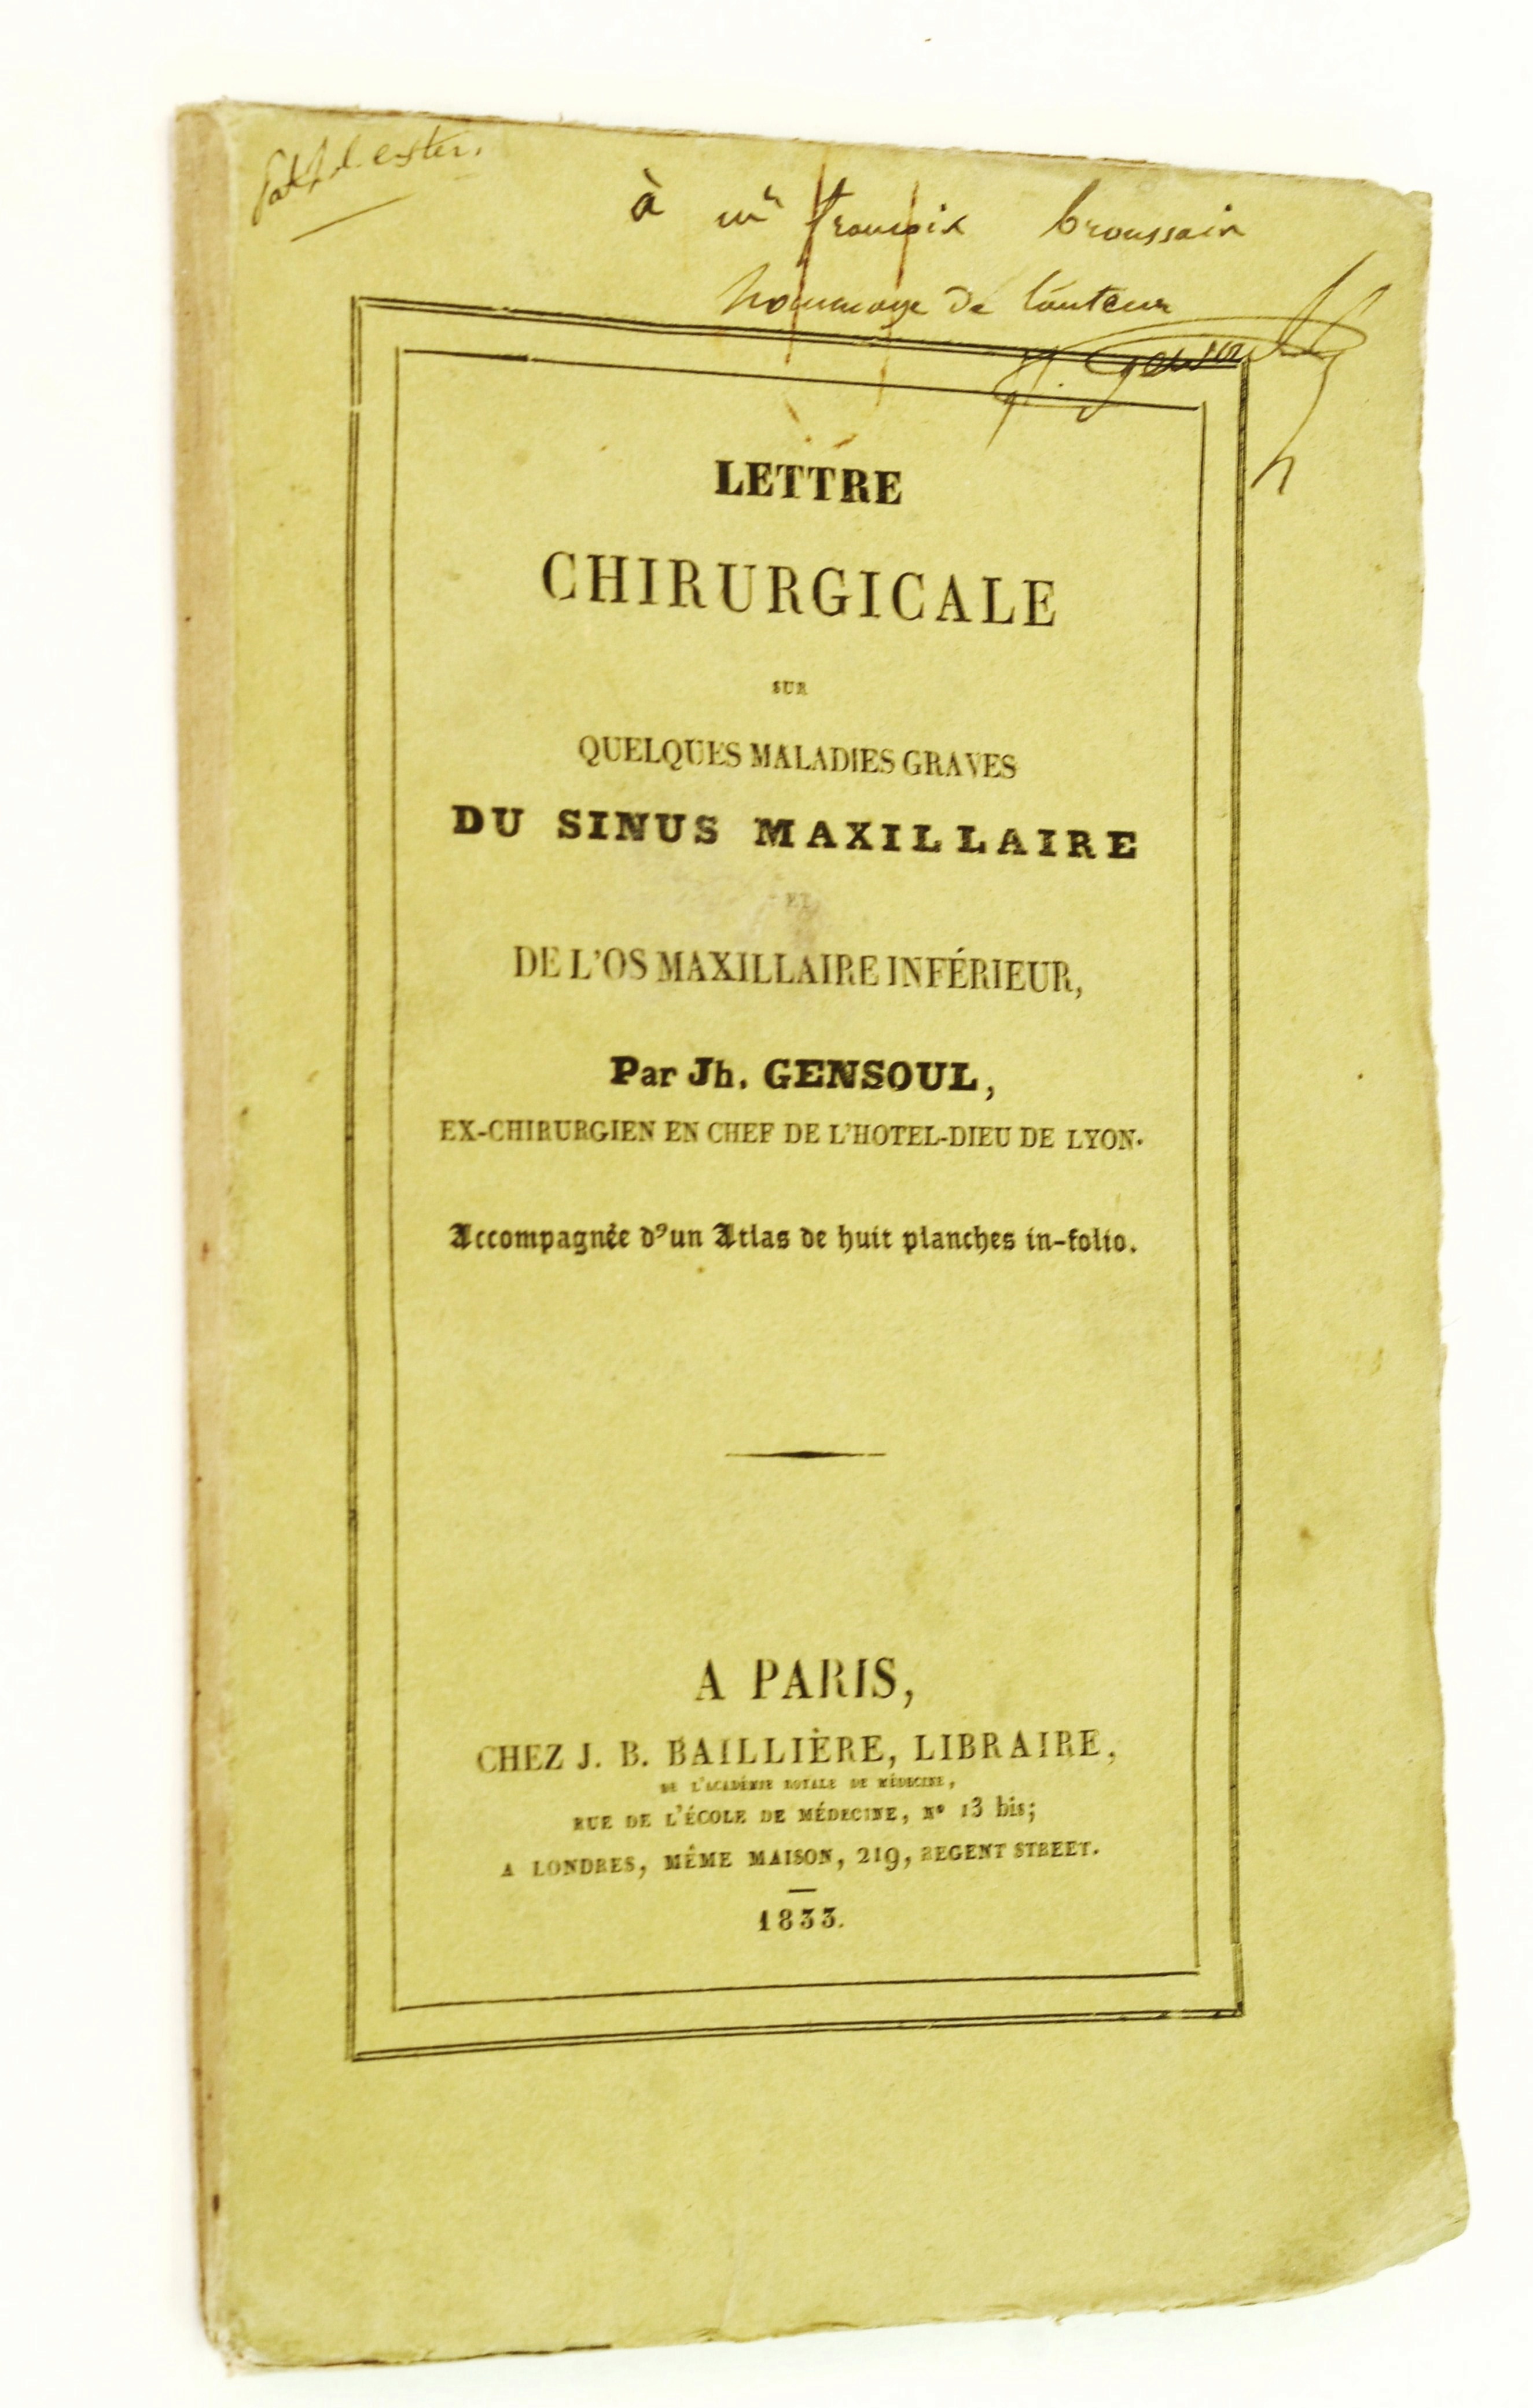 à mr françois broussain
hommage de l'auteur
LETTRE
CHIRURGICALE
SUR
QUELQUES MALADIES GRAVES
DU SINUS MAXILLAIRE
ET
DE L'OS MAXILLAIRE INFÉRIEUR,
Par Jh. GENSOUL,
EX-CHIRURGIEN EN CHEF DE L'HOTEL-DIEU DE LYON.
Accompagnée d'un Atlas de huit planches in-folio.
A PARIS,
CHEZ J. B. BAILLIÈRE, LIBRAIRE,
DE L'ACADÉMIE ROYALE DE MÉDECINE,
RUE DE L'ÉCOLE DE MÉDECINE, No 13 bis;
A LONDRES, MÊME MAISON, 219, REGENT STREET.
1833.